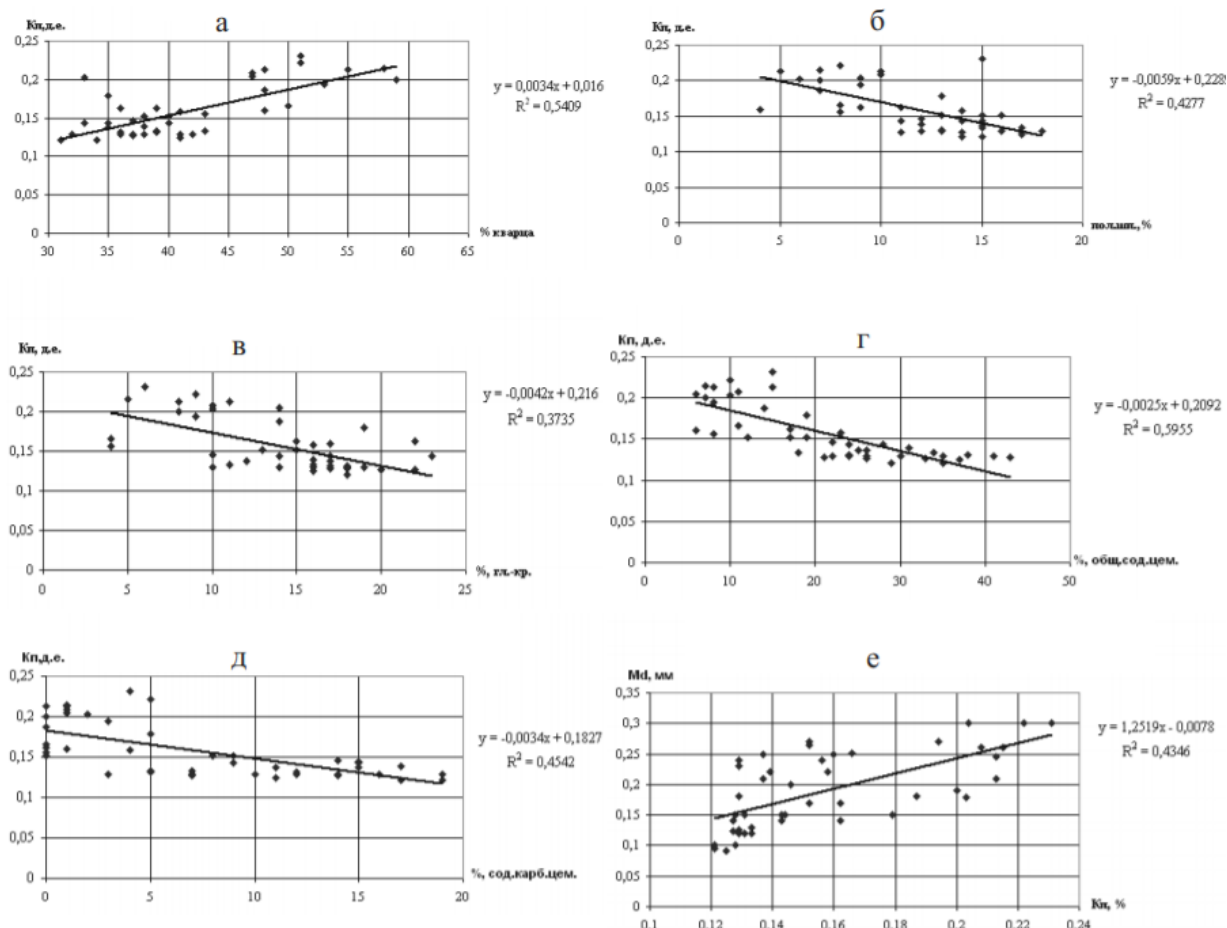 а
Кп,д.е.
0,25
0,2
0,15
0,1
0,05
0
30 35 40 45 50 55 60 65
% кварца
y = 0,0034x + 0,016
R² = 0,5409
б
Кп, д.е.
0,25
0,2
0,15
0,1
0,05
0
0 5 10 15 20
пол.шп.,%
y = -0,0059x + 0,2289
R² = 0,4277
в
Кп, д.е.
0,25
0,2
0,15
0,1
0,05
0
0 5 10 15 20 25
%, гл.-кр.
y = -0,0042x + 0,216
R² = 0,3735
г
Кп, д.е.
0,25
0,2
0,15
0,1
0,05
0
0 10 20 30 40 50
%, общ.сод.цем.
y = -0,0025x + 0,2092
R² = 0,5955
д
Кп,д.е.
0,25
0,2
0,15
0,1
0,05
0
0 5 10 15 20
%, сод.карб.цем.
y = -0,0034x + 0,1827
R² = 0,4542
е
Md, мм
0,35
0,3
0,25
0,2
0,15
0,1
0,05
0
0,1 0,12 0,14 0,16 0,18 0,2 0,22 0,24
Кп, %
y = 1,2519x - 0,0078
R² = 0,4346